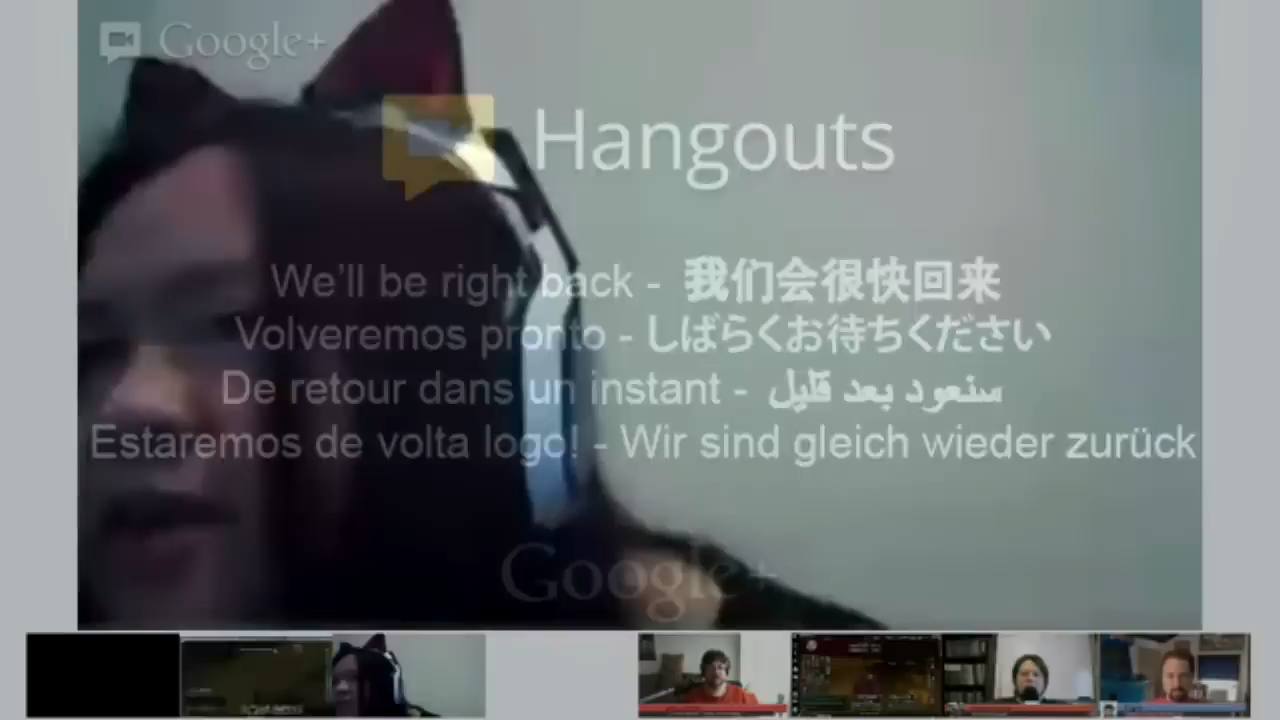 Google+
Hangouts
We'll be right back - 我们会很快回来
Volveremos pronto - しばらくお待ちください
De retour dans un instant - سنعود بعد قليل
Estaremos de volta logo! - Wir sind gleich wieder zurück
Google+